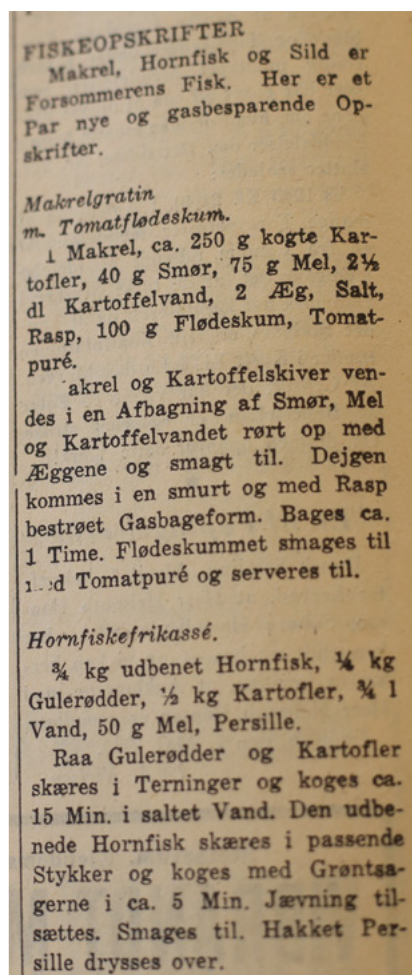 FISKEOPSKRIFTER
Makrel, Hornfisk og Sild er
Forsommerens Fisk. Her er et
Par nye og gasbesparende Op-
skrifter.
Makrelgratin
m. Tomatflødeskum.
1 Makrel, ca. 250 g kogte Kar-
tofler, 40 g Smør, 75 g Mel, 2½
dl Kartoffelvand, 2 Æg, Salt,
Rasp, 100 g Flødeskum, Tomat-
puré.
akrel og Kartoffelskiver ven-
des i en Afbagning af Smør, Mel
og Kartoffelvandet rørt op med
Æggene og smagt til. Dejgen
kommes i en smurt og med Rasp
bestrøet Gasbageform. Bages ca.
1 Time. Flødeskummet smages til
d Tomatpuré og serveres til.
Hornfiskefrikassé.
¾ kg udbenet Hornfisk, ¼ kg
Gulerødder, ½ kg Kartofler, ¾ l
Vand, 50 g Mel, Persille.
Raa Gulerødder og Kartofler
skæres i Terninger og koges ca.
15 Min. i saltet Vand. Den udbe-
nede Hornfisk skæres i passende
Stykker og koges med Grøntsa-
gerne i ca. 5 Min. Jævning til-
sættes. Smages til. Hakket Per-
sille drysses over.